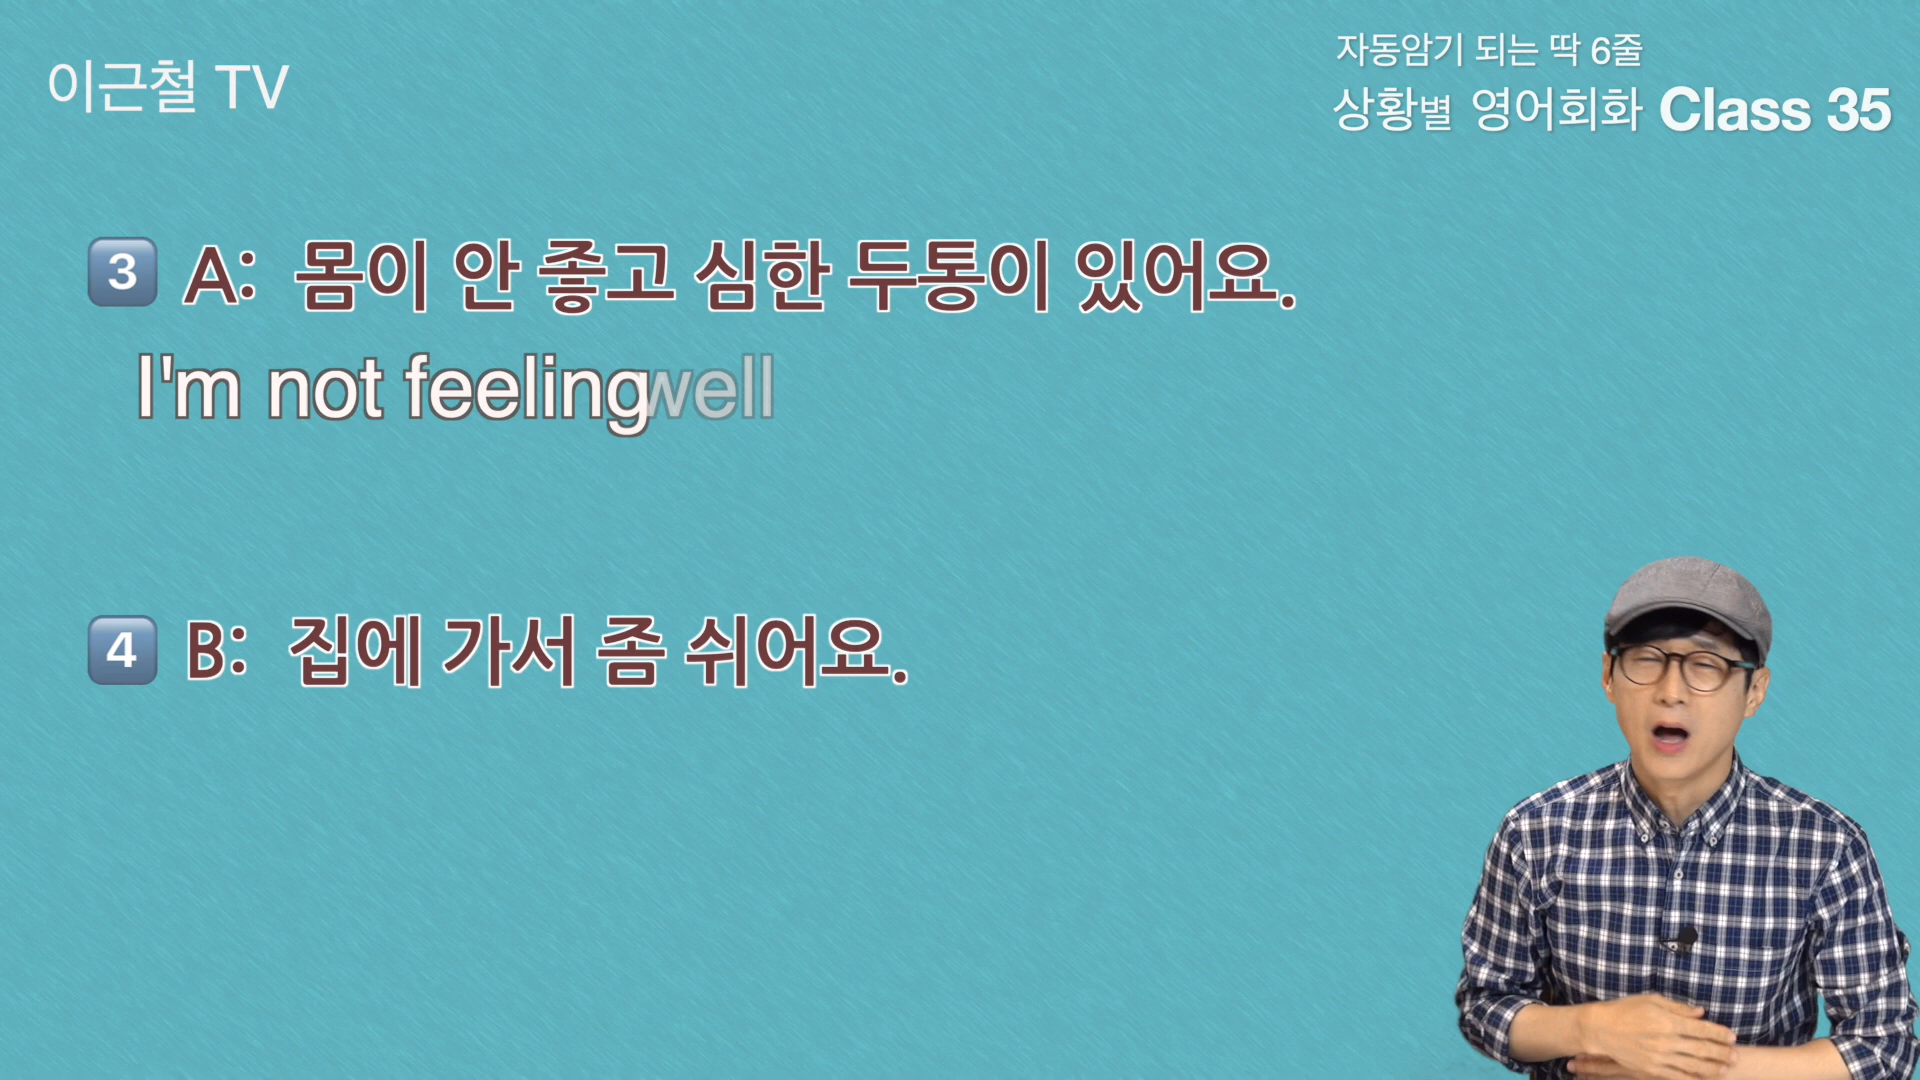 이근철 TV
자동암기 되는 딱 6줄
상황별 영어회화 Class 35
3 A: 몸이 안 좋고 심한 두통이 있어요.
I'm not feeling well
4 B: 집에 가서 좀 쉬어요.